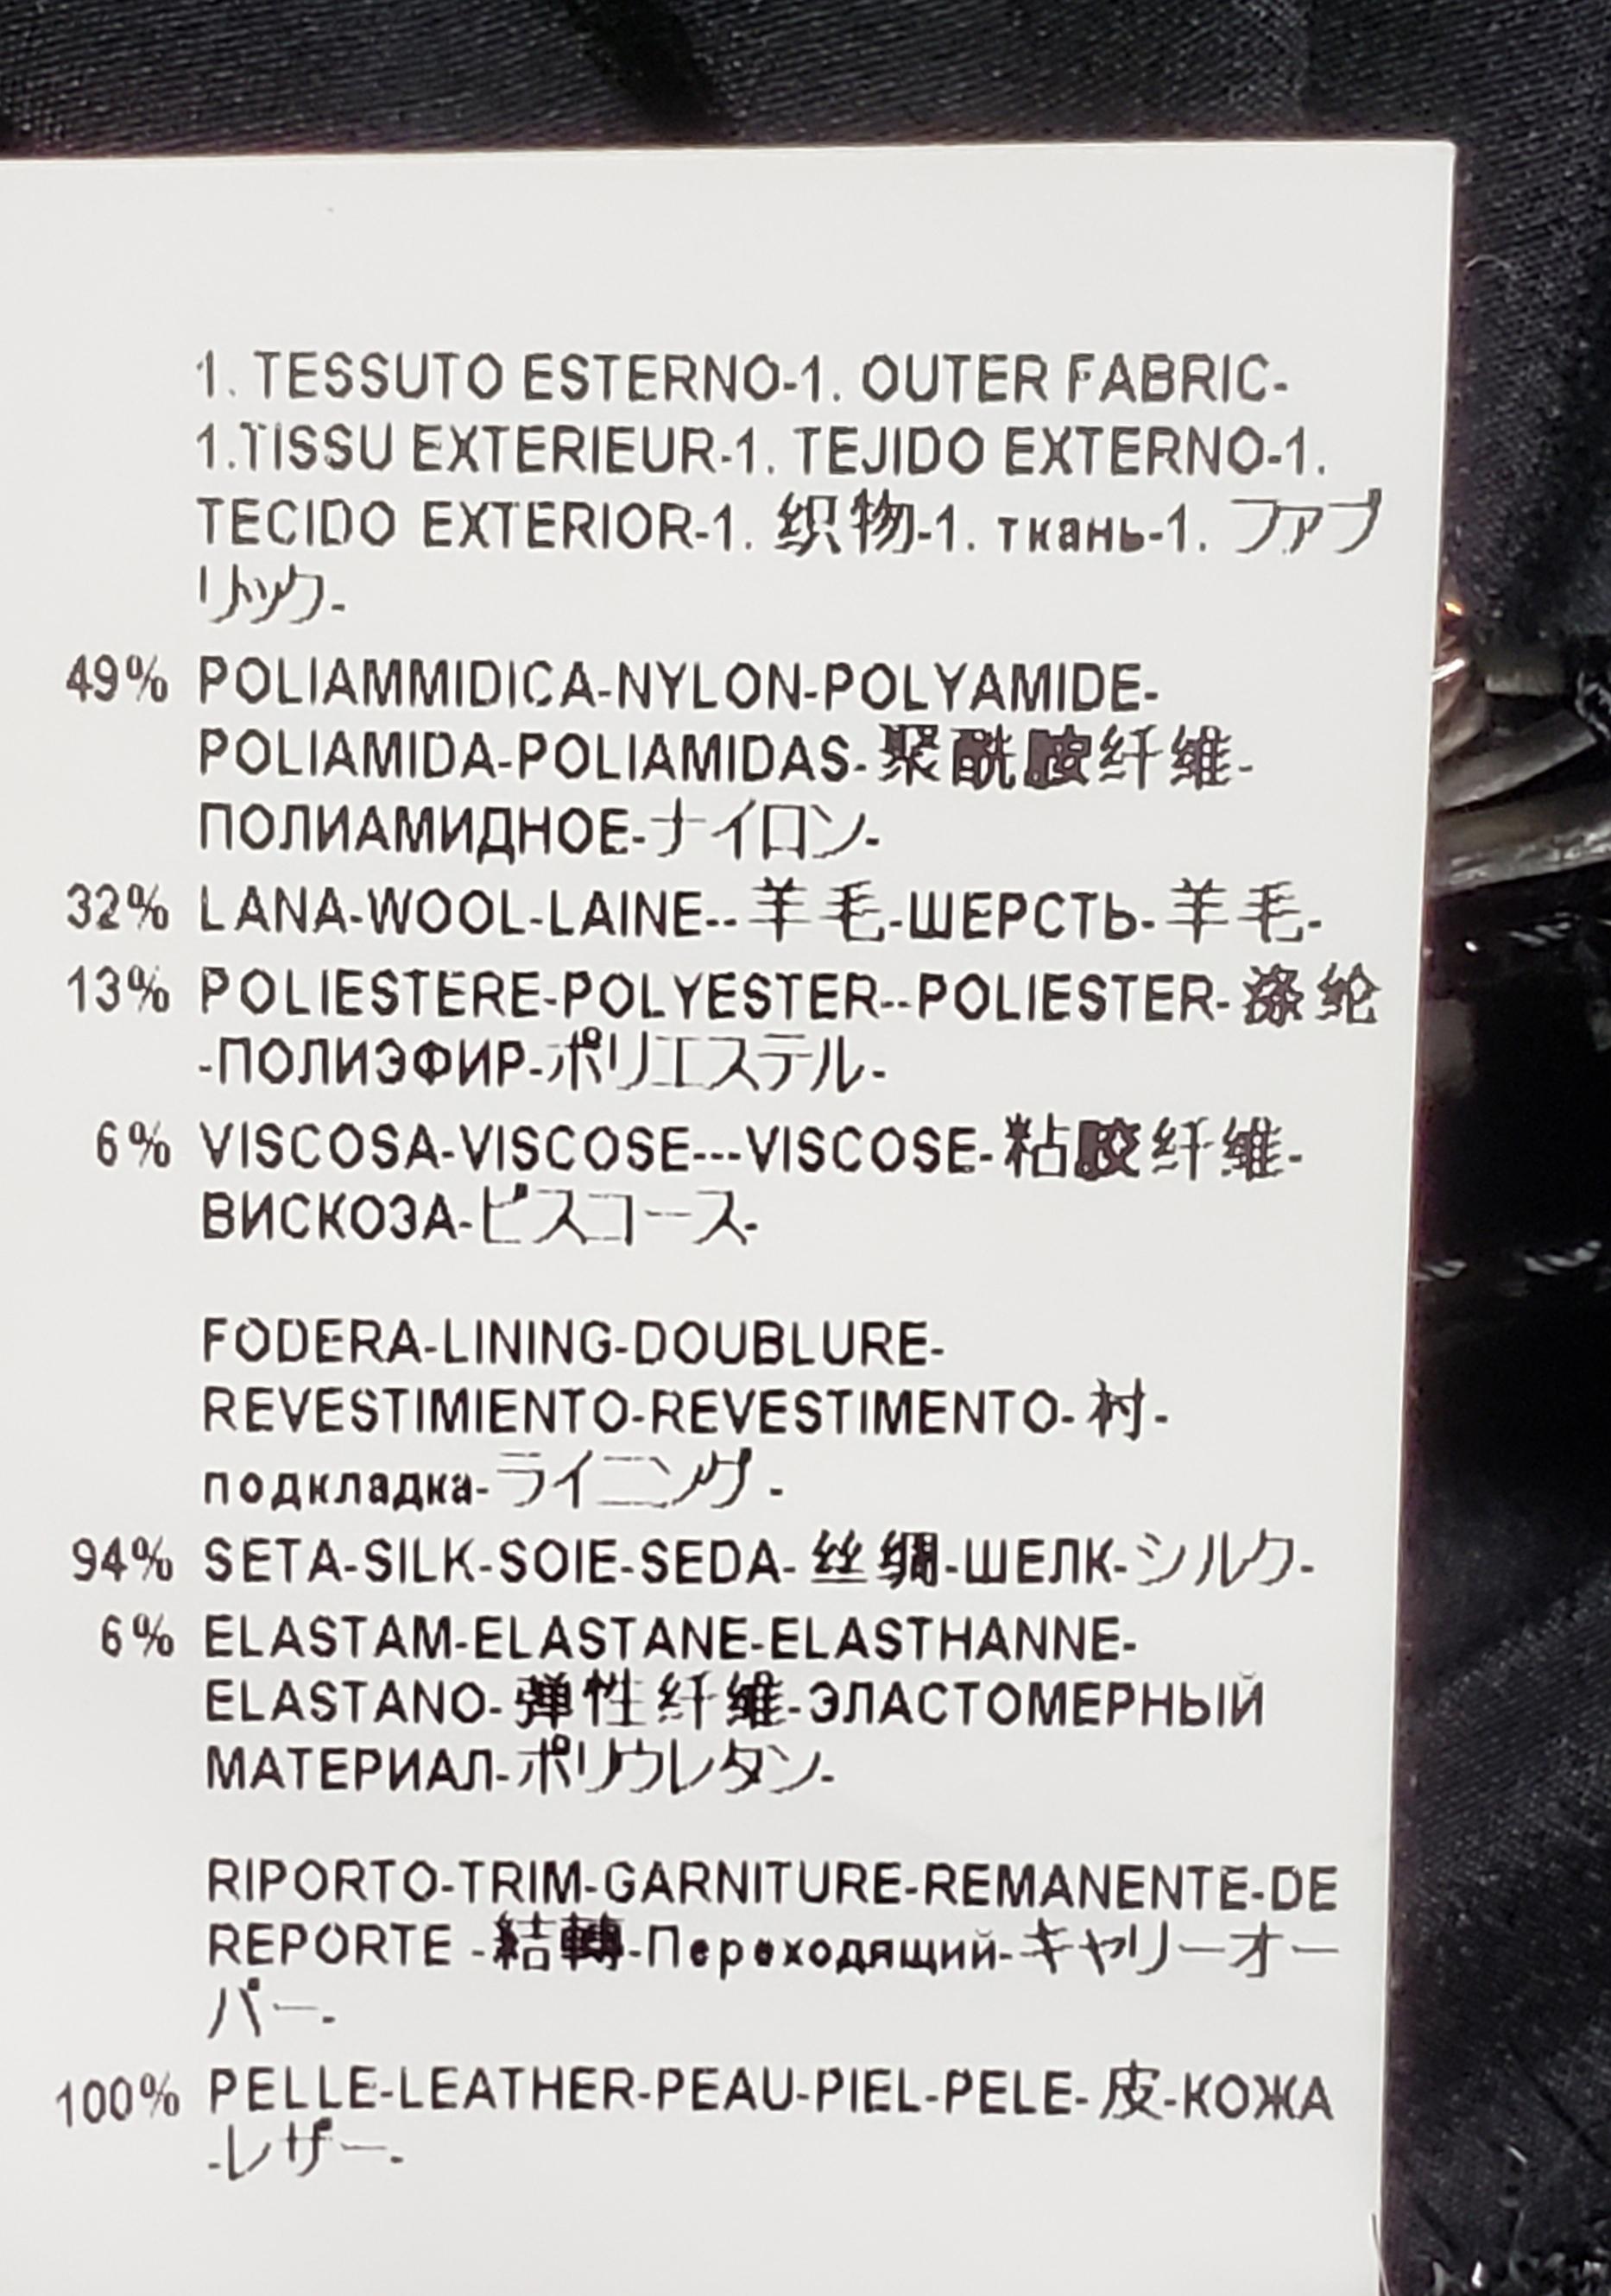 1. TESSUTO ESTERNO-1. OUTER FABRIC-
1.TISSU EXTERIEUR-1. TEJIDO EXTERNO-1.
TECIDO EXTERIOR-1. 织物-1. ткань-1. ファブ
リック-
49% POLIAMMIDICA-NYLON-POLYAMIDE-
POLIAMIDA-POLIAMIDAS-聚酰胺纤维-
ПОЛИАМИДНОЕ-ナイロン-
32% LANA-WOOL-LAINE--羊毛-ШЕРСТЬ-羊毛-
13% POLIESTERE-POLYESTER--POLIESTER-涤纶
-ПОЛИЭФИР-ポリエステル-
6% VISCOSA-VISCOSE---VISCOSE-粘胶纤维-
ВИСКОЗА-ビスコース-
FODERA-LINING-DOUBLURE-
REVESTIMIENTO-REVESTIMENTO-村-
подкладка-ライニング -
94% SETA-SILK-SOIE-SEDA-丝绸-ШЕЛК-シルク-
6% ELASTAM-ELASTANE-ELASTHANNE-
ELASTANO-弹性纤维-ЭЛАСТОМЕРНЫЙ
МАТЕРИАЛ-ポリウレタン-
RIPORTO-TRIM-GARNITURE-REMANENTE-DE
REPORTE -結轉-Переходящий-キャリーオー
バー-
100% PELLE-LEATHER-PEAU-PIEL-PELE-皮-КОЖА
-レザー-